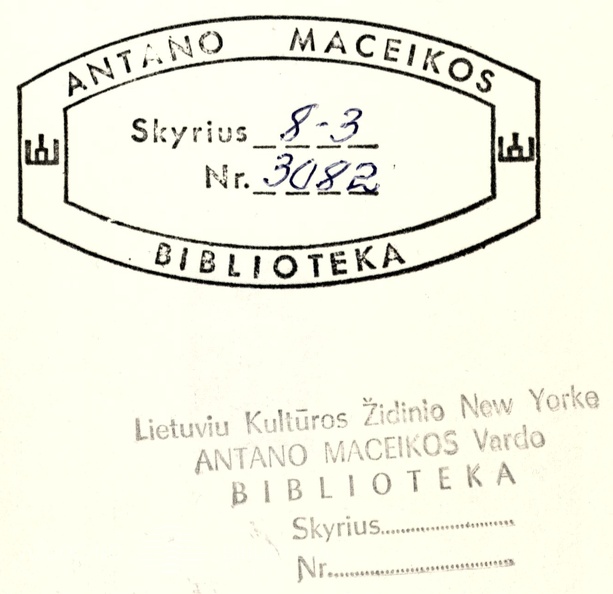 ANTANO MACEIKOS
Skyrius 8-3
Nr. 3082
BIBLIOTEKA
Lietuviu Kultūros Židinio New Yorke
ANTANO MACEIKOS Vardo
BIBLIOTEKA
Skyrius....................
Nr............................